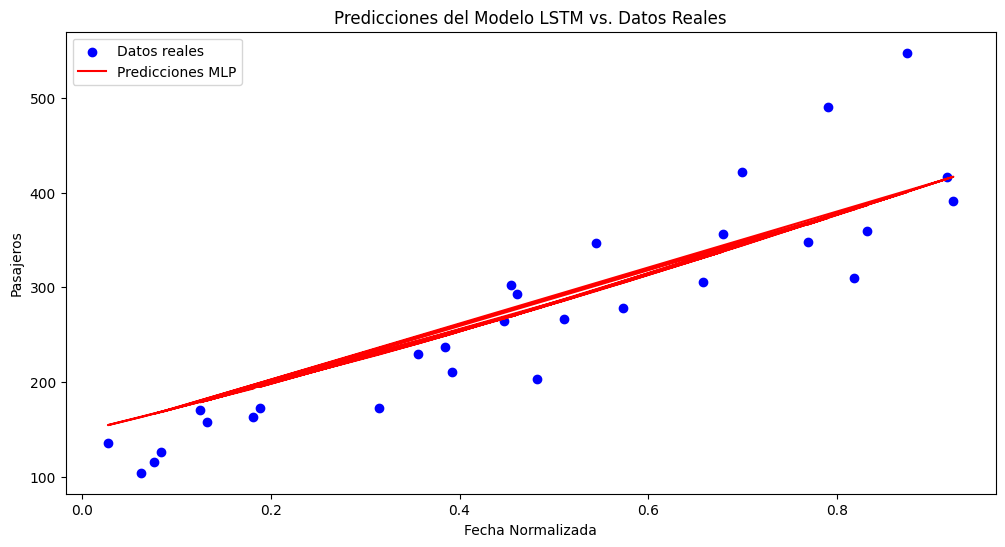 Predicciones del Modelo LSTM vs. Datos Reales
Datos reales
Predicciones MLP
500
400
300
200
100
Pasajeros
0.0 0.2 0.4 0.6 0.8
Fecha Normalizada